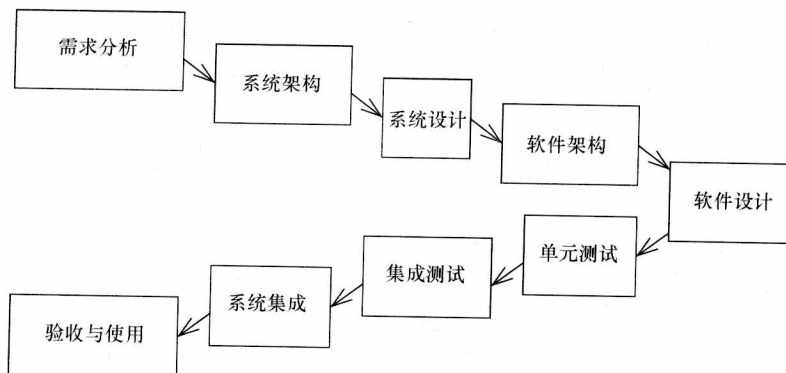 需求分析
系统架构
系统设计
软件架构
软件设计
单元测试
集成测试
系统集成
验收与使用